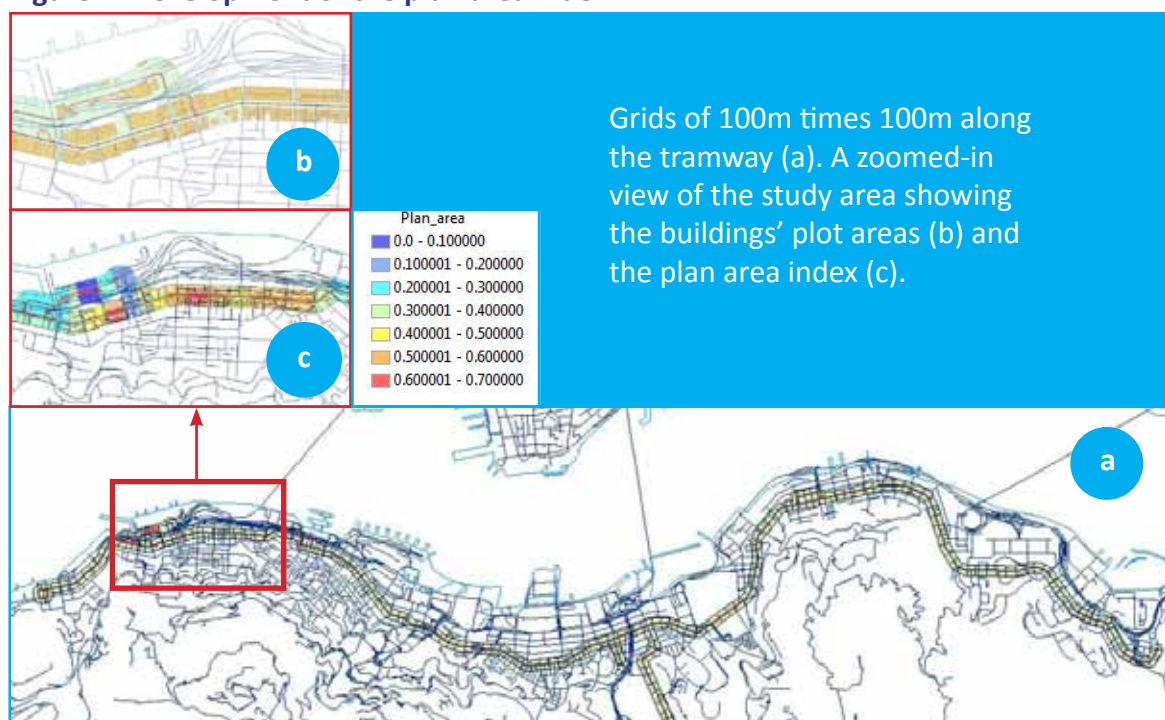 b
Grids of 100m times 100m along
the tramway (a). A zoomed-in
view of the study area showing
the buildings’ plot areas (b) and
the plan area index (c).
c
Plan_area
0.0 - 0.100000
0.100001 - 0.200000
0.200001 - 0.300000
0.300001 - 0.400000
0.400001 - 0.500000
0.500001 - 0.600000
0.600001 - 0.700000
a